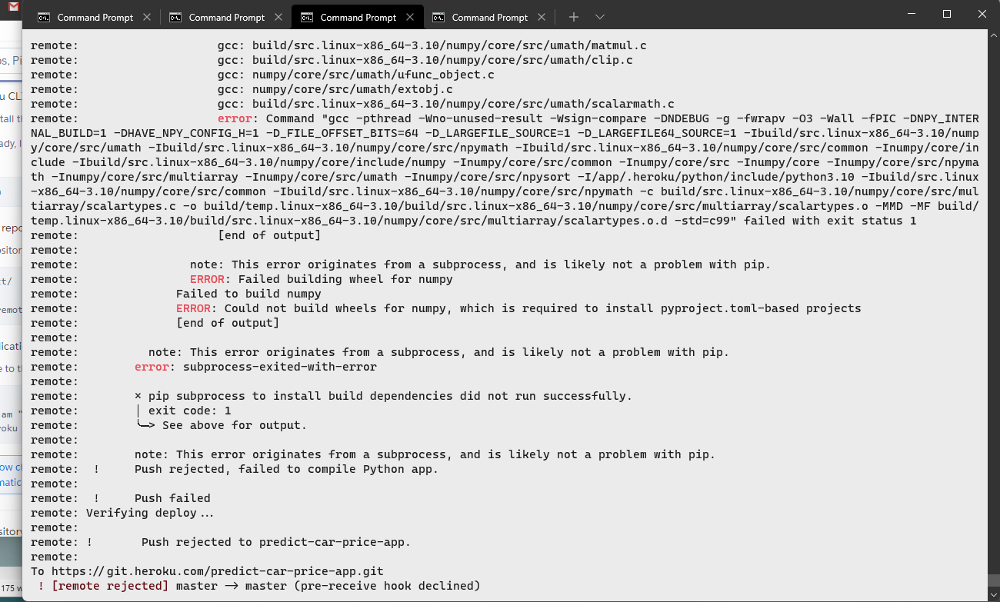 Command Prompt
Command Prompt
Command Prompt
Command Prompt
remote: gcc: build/src.linux-x86_64-3.10/numpy/core/src/umath/matmul.c
remote: gcc: build/src.linux-x86_64-3.10/numpy/core/src/umath/clip.c
remote: gcc: numpy/core/src/umath/ufunc_object.c
remote: gcc: numpy/core/src/umath/extobj.c
remote: gcc: build/src.linux-x86_64-3.10/numpy/core/src/umath/scalarmath.c
remote: error: Command "gcc -pthread -Wno-unused-result -Wsign-compare -DNDEBUG -g -fwrapv -O3 -Wall -fPIC -DNPY_INTER
NAL_BUILD=1 -DHAVE_NPY_CONFIG_H=1 -D_FILE_OFFSET_BITS=64 -D_LARGEFILE_SOURCE=1 -D_LARGEFILE64_SOURCE=1 -Ibuild/src.linux-x86_64-3.10/nump
y/core/src/umath -Ibuild/src.linux-x86_64-3.10/numpy/core/src/npymath -Ibuild/src.linux-x86_64-3.10/numpy/core/src/common -Inumpy/core/in
clude -Ibuild/src.linux-x86_64-3.10/numpy/core/include/numpy -Inumpy/core/src/common -Inumpy/core/src -Inumpy/core -Inumpy/core/src/npyma
th -Inumpy/core/src/multiarray -Inumpy/core/src/umath -Inumpy/core/src/npysort -I/app/.heroku/python/include/python3.10 -Ibuild/src.linux
-x86_64-3.10/numpy/core/src/common -Ibuild/src.linux-x86_64-3.10/numpy/core/src/npymath -c build/src.linux-x86_64-3.10/numpy/core/src/mul
tiarray/scalartypes.c -o build/temp.linux-x86_64-3.10/build/src.linux-x86_64-3.10/numpy/core/src/multiarray/scalartypes.o -MMD -MF build/
temp.linux-x86_64-3.10/build/src.linux-x86_64-3.10/numpy/core/src/multiarray/scalartypes.o.d -std=c99" failed with exit status 1
remote: [end of output]
remote:
remote: note: This error originates from a subprocess, and is likely not a problem with pip.
remote: ERROR: Failed building wheel for numpy
remote: Failed to build numpy
remote: ERROR: Could not build wheels for numpy, which is required to install pyproject.toml-based projects
remote: [end of output]
remote:
remote: note: This error originates from a subprocess, and is likely not a problem with pip.
remote: error: subprocess-exited-with-error
remote:
remote: × pip subprocess to install build dependencies did not run successfully.
remote: │ exit code: 1
remote: ╰─> See above for output.
remote:
remote: note: This error originates from a subprocess, and is likely not a problem with pip.
remote: ! Push rejected, failed to compile Python app.
remote:
remote: ! Push failed
remote: Verifying deploy...
remote:
remote: ! Push rejected to predict-car-price-app.
remote:
To https://git.heroku.com/predict-car-price-app.git
! [remote rejected] master -> master (pre-receive hook declined)